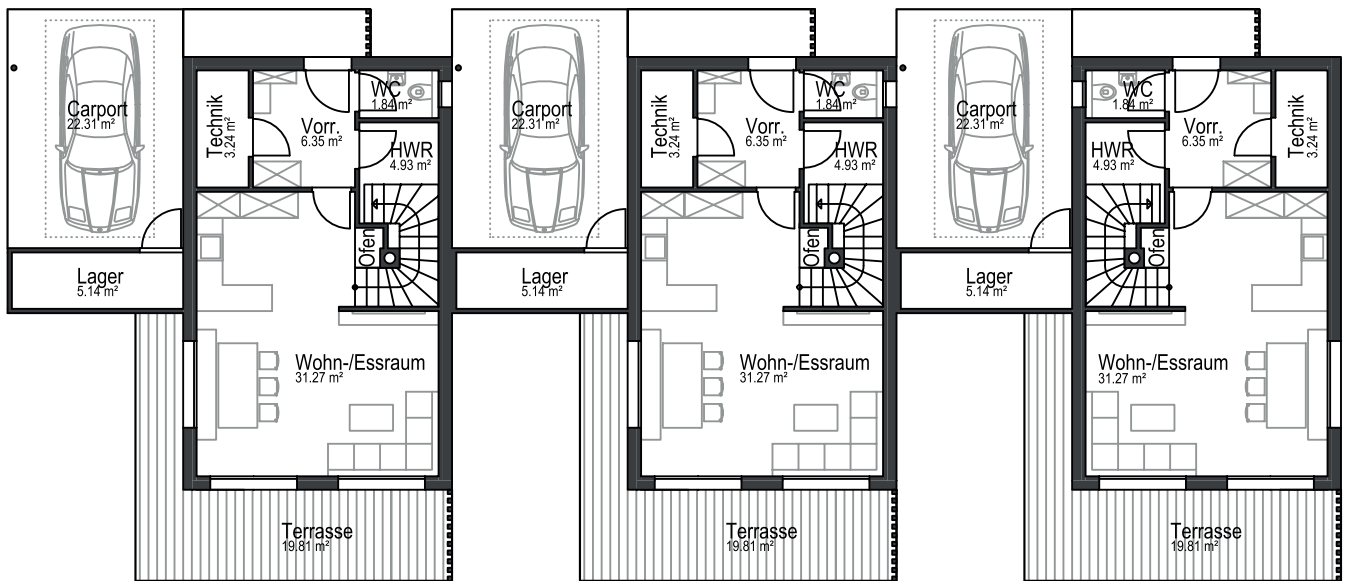 Carport
22.31 m²
Technik
3.24 m²
Vorr.
6.35 m²
WC
1.84 m²
HWR
4.93 m²
Ofen
Lager
5.14 m²
Wohn-/Essraum
31.27 m²
Terrasse
19.81 m²
Carport
22.31 m²
Technik
3.24 m²
Vorr.
6.35 m²
WC
1.84 m²
HWR
4.93 m²
Ofen
Lager
5.14 m²
Wohn-/Essraum
31.27 m²
Terrasse
19.81 m²
Carport
22.31 m²
WC
1.84 m²
HWR
4.93 m²
Vorr.
6.35 m²
Technik
3.24 m²
Ofen
Lager
5.14 m²
Wohn-/Essraum
31.27 m²
Terrasse
19.81 m²